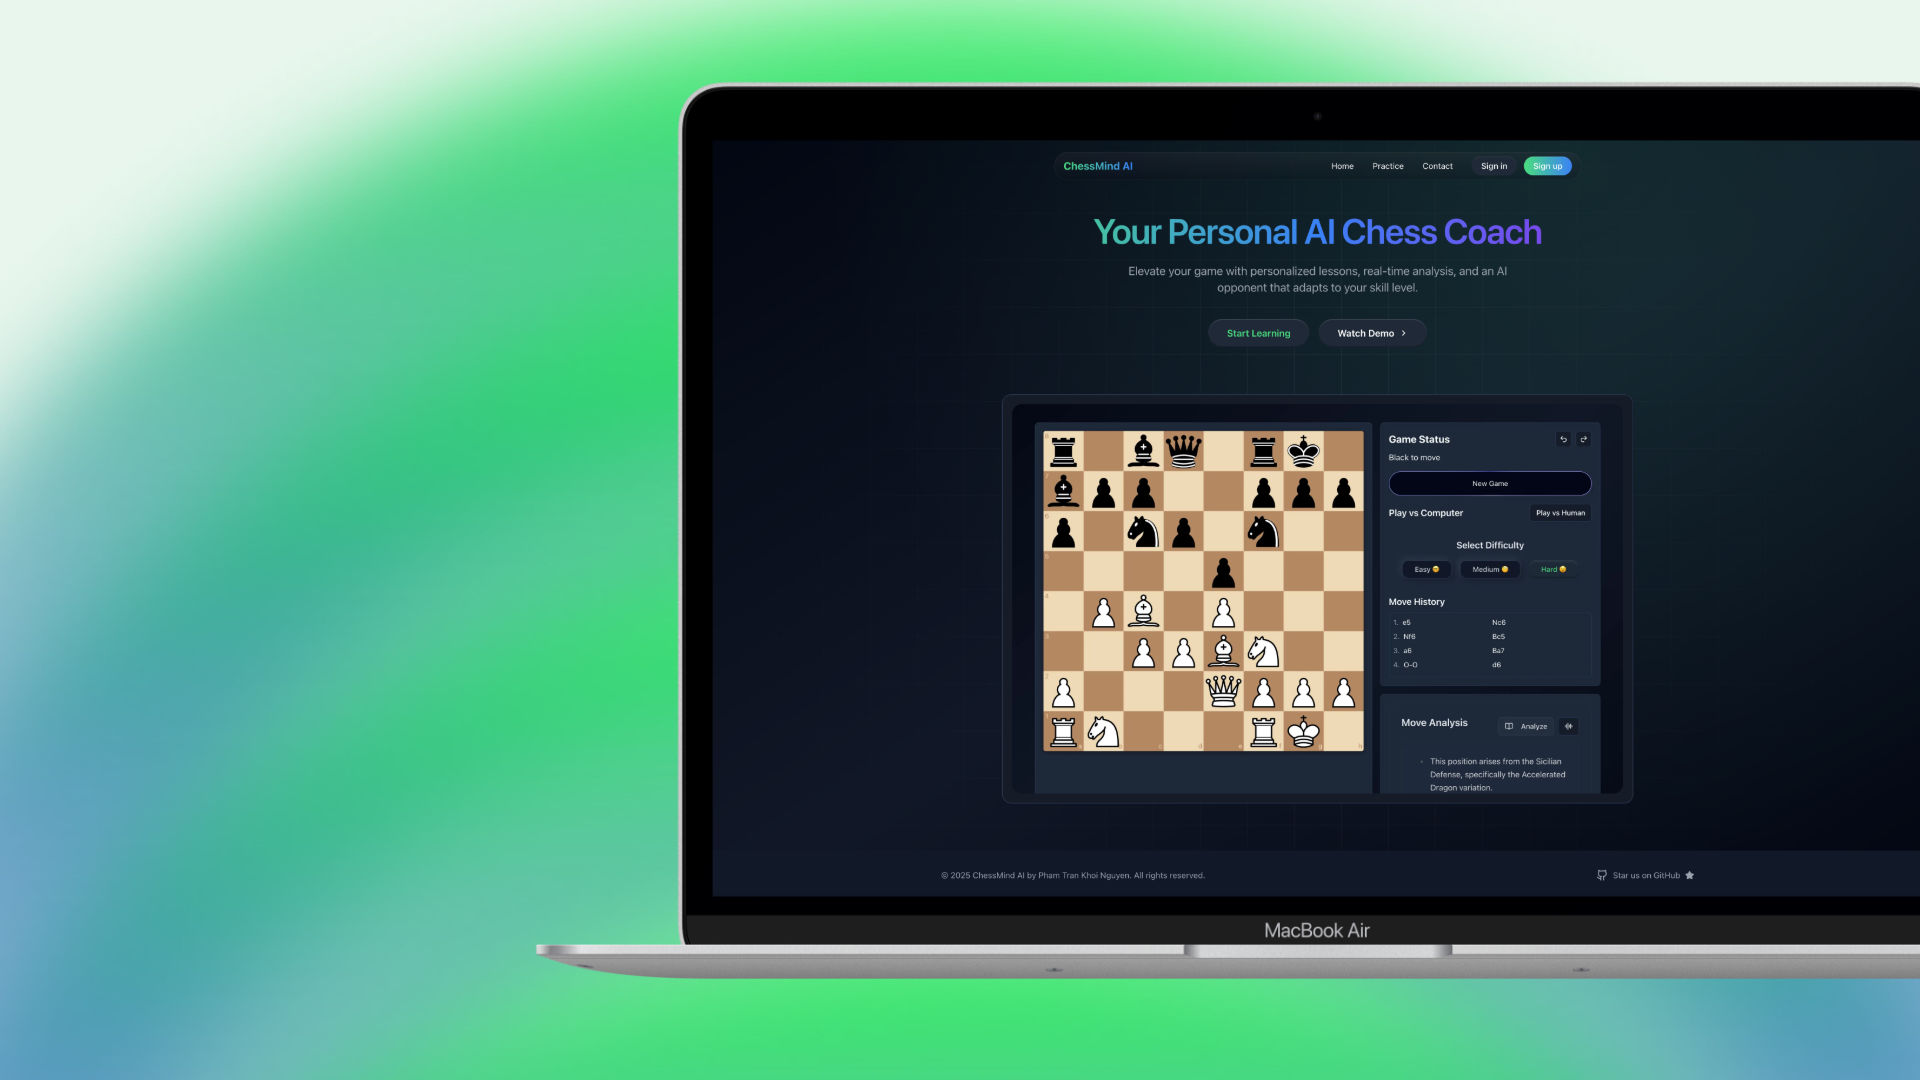 ChessMind AI
Home
Practice
Contact
Sign in
Sign up
Your Personal AI Chess Coach
Elevate your game with personalized lessons, real-time analysis, and an AI
opponent that adapts to your skill level.
Start Learning
Watch Demo
Game Status
Black to move
New Game
Play vs Computer
Play vs Human
Select Difficulty
Easy
Medium
Hard
Move History
1. e5 Nc6
2. Nf6 Bc5
3. a6 Ba7
4. O-O d6
Move Analysis
Analyze
This position arises from the Sicilian
Defense, specifically the Accelerated
Dragon variation.
© 2025 ChessMind AI by Pham Tran Khoi Nguyen. All rights reserved.
Star us on GitHub
MacBook Air